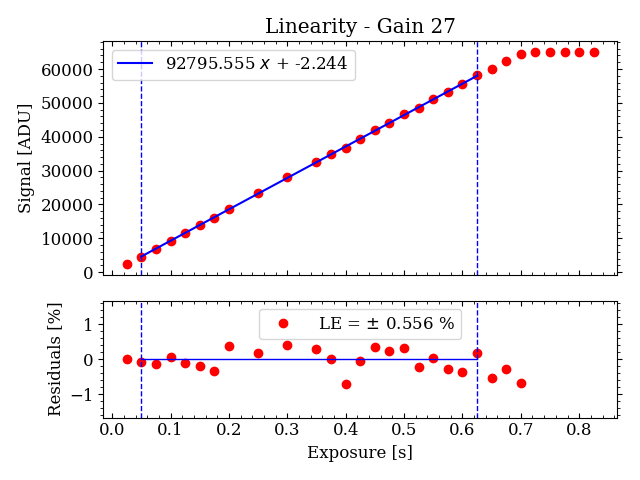 Linearity - Gain 27
92795.555 x + -2.244
Signal [ADU]
60000
50000
40000
30000
20000
10000
0
LE = ± 0.556 %
Residuals [%]
1
0
−1
0.0 0.1 0.2 0.3 0.4 0.5 0.6 0.7 0.8
Exposure [s]